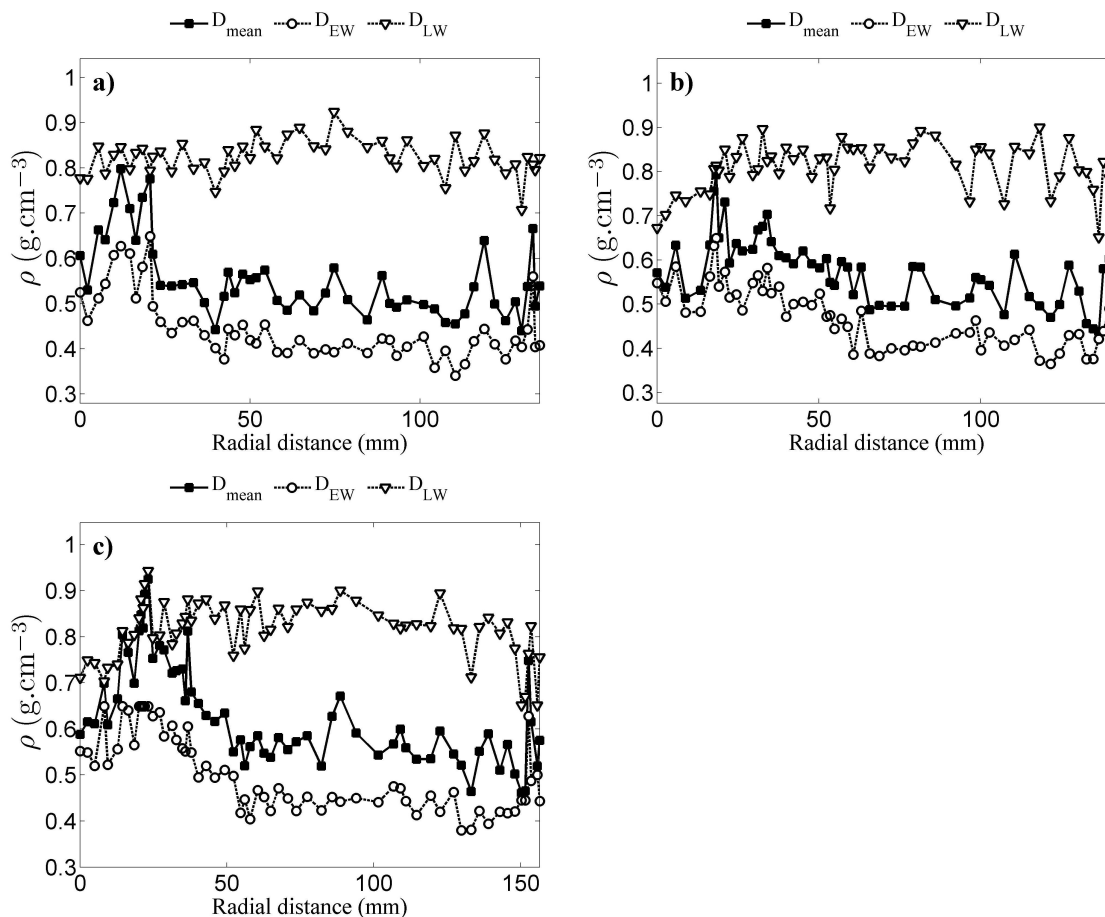 D_mean D_EW D_LW
a)
1
0.9
0.8
0.7
0.6
0.5
0.4
0.3
ρ (g.cm⁻³)
0 50 100
Radial distance (mm)
D_mean D_EW D_LW
b)
1
0.9
0.8
0.7
0.6
0.5
0.4
0.3
ρ (g.cm⁻³)
0 50 100
Radial distance (mm)
D_mean D_EW D_LW
c)
1
0.9
0.8
0.7
0.6
0.5
0.4
0.3
ρ (g.cm⁻³)
0 50 100 150
Radial distance (mm)